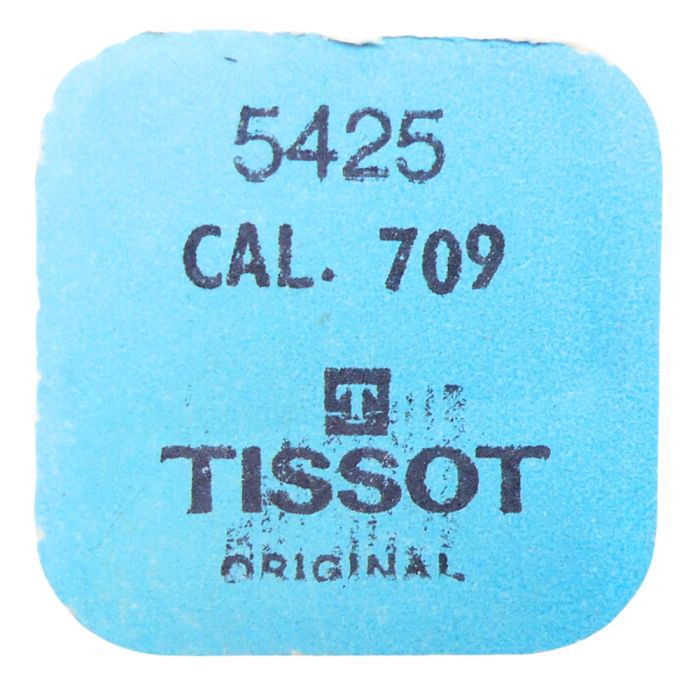 5425
CAL. 709
T
TISSOT
ORIGINAL